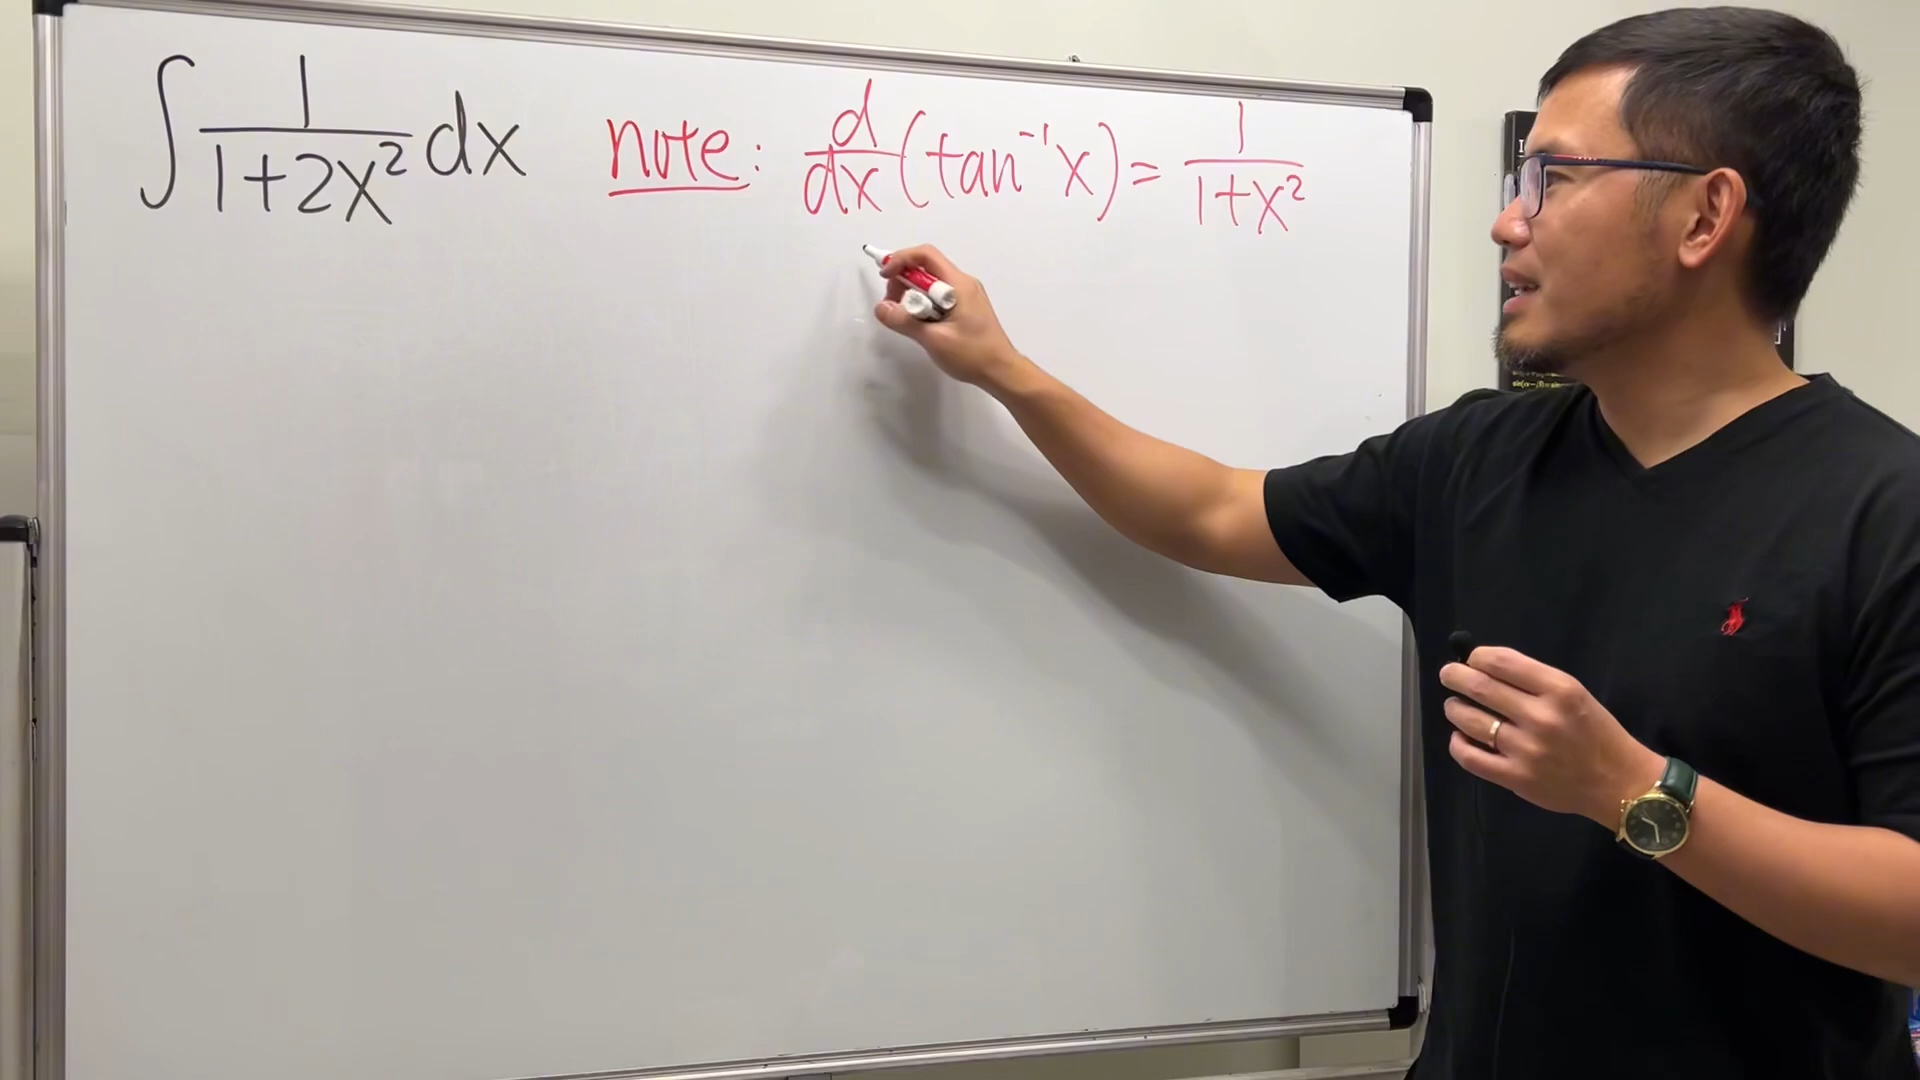 ∫ 1/(1+2x²) dx note: d/dx (tan⁻¹x) = 1/(1+x²)